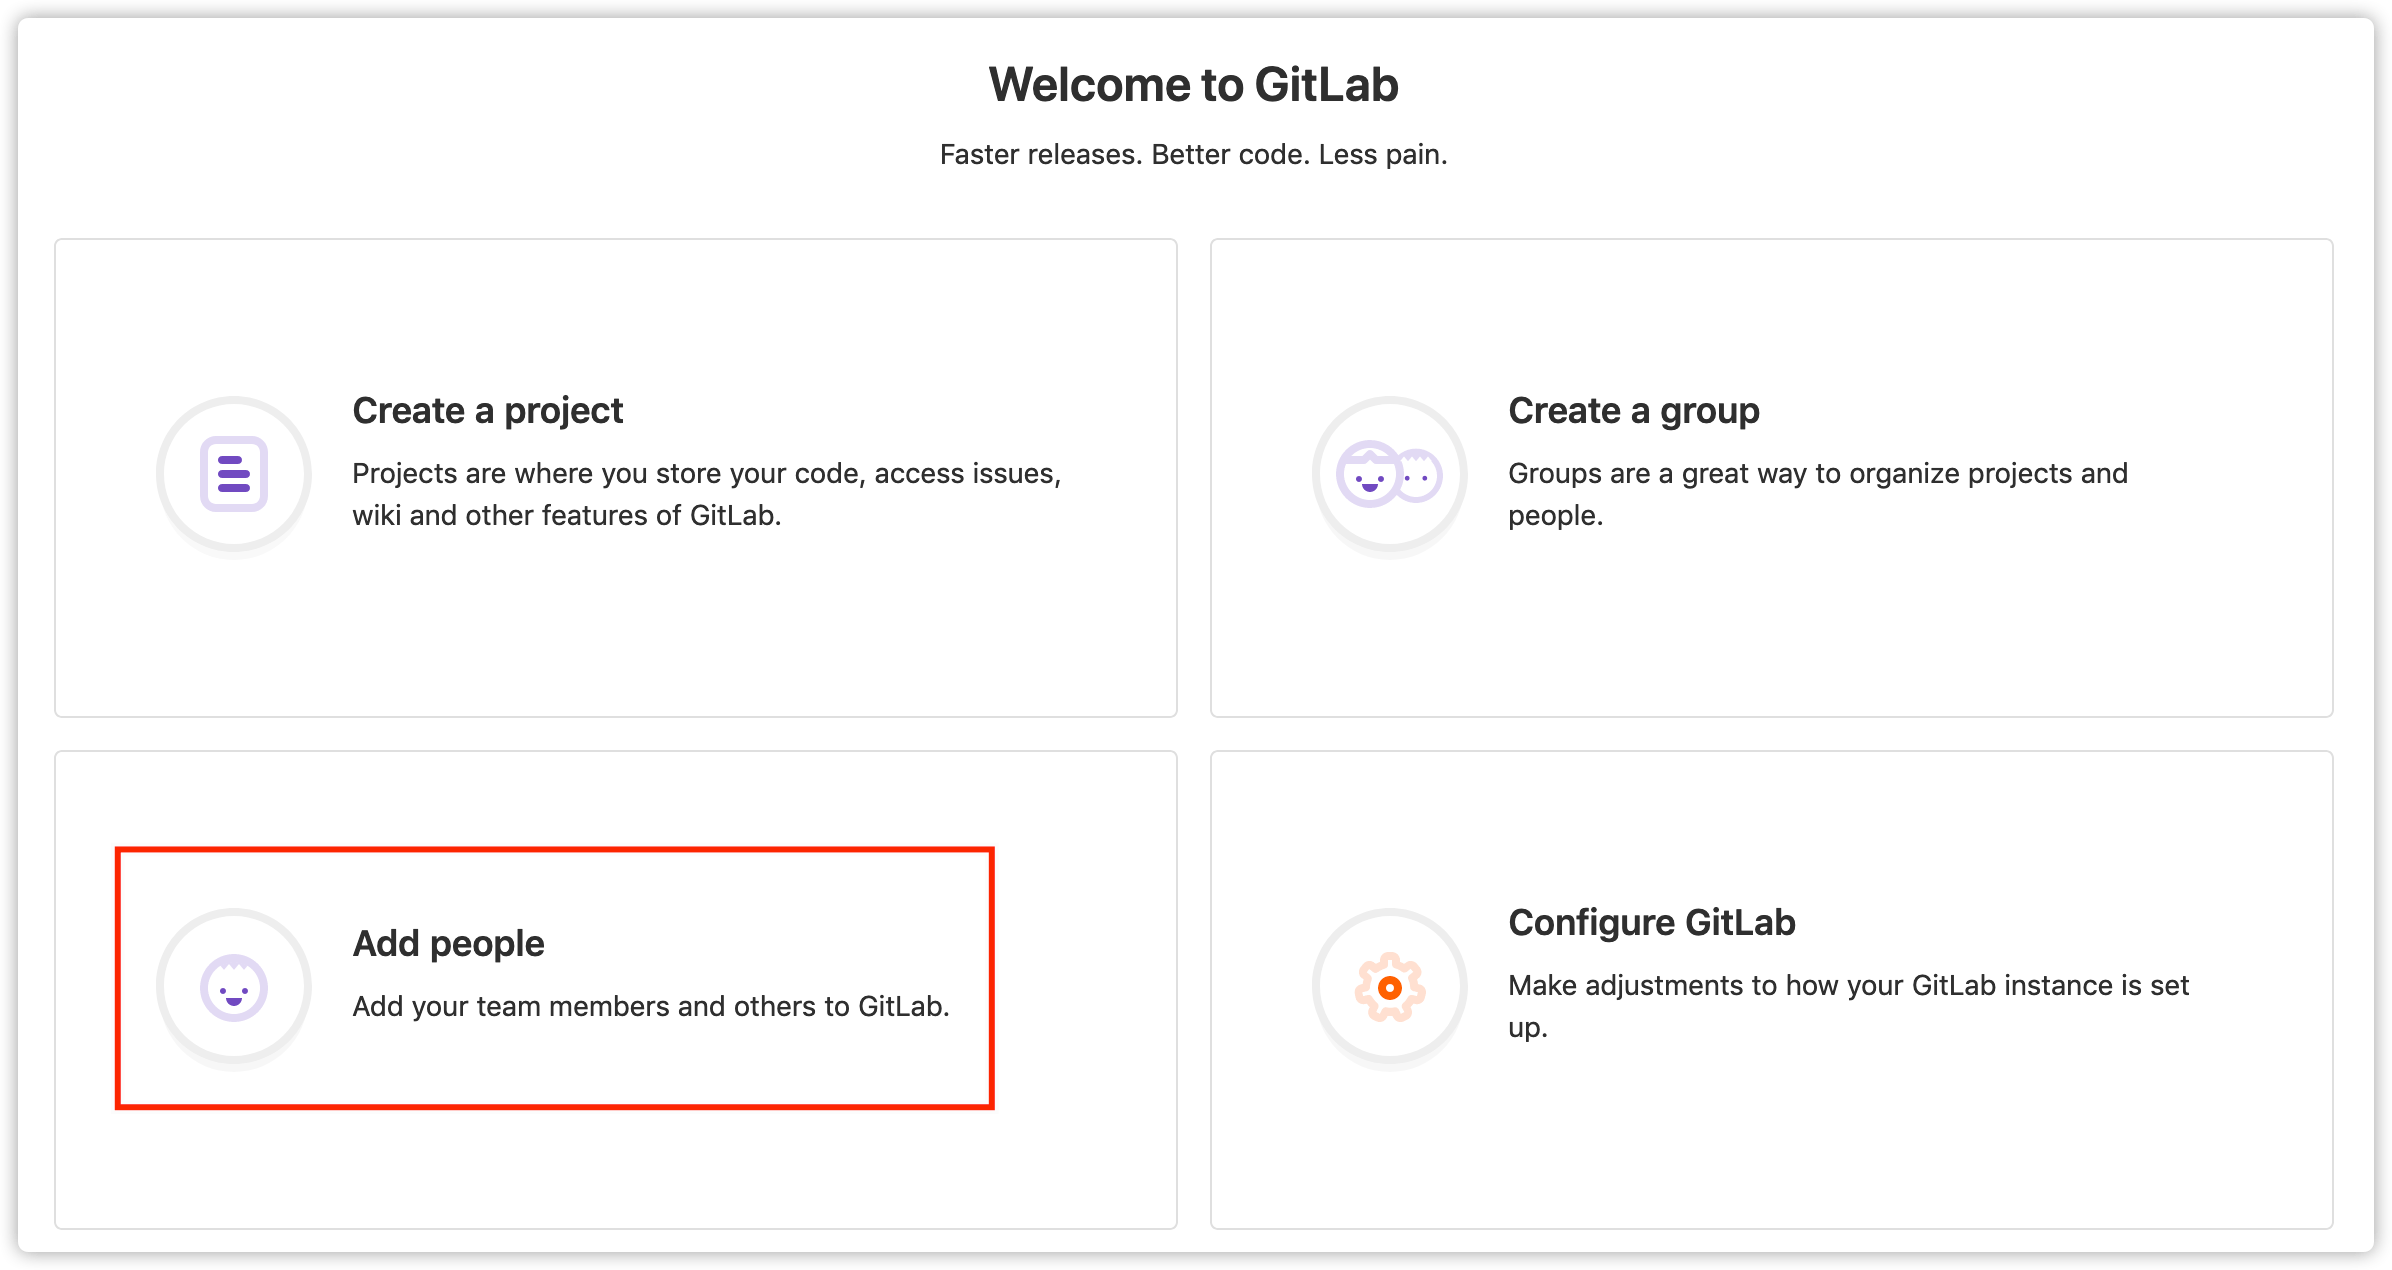 Welcome to GitLab
Faster releases. Better code. Less pain.
Create a project
Projects are where you store your code, access issues,
wiki and other features of GitLab.
Create a group
Groups are a great way to organize projects and
people.
Add people
Add your team members and others to GitLab.
Configure GitLab
Make adjustments to how your GitLab instance is set
up.